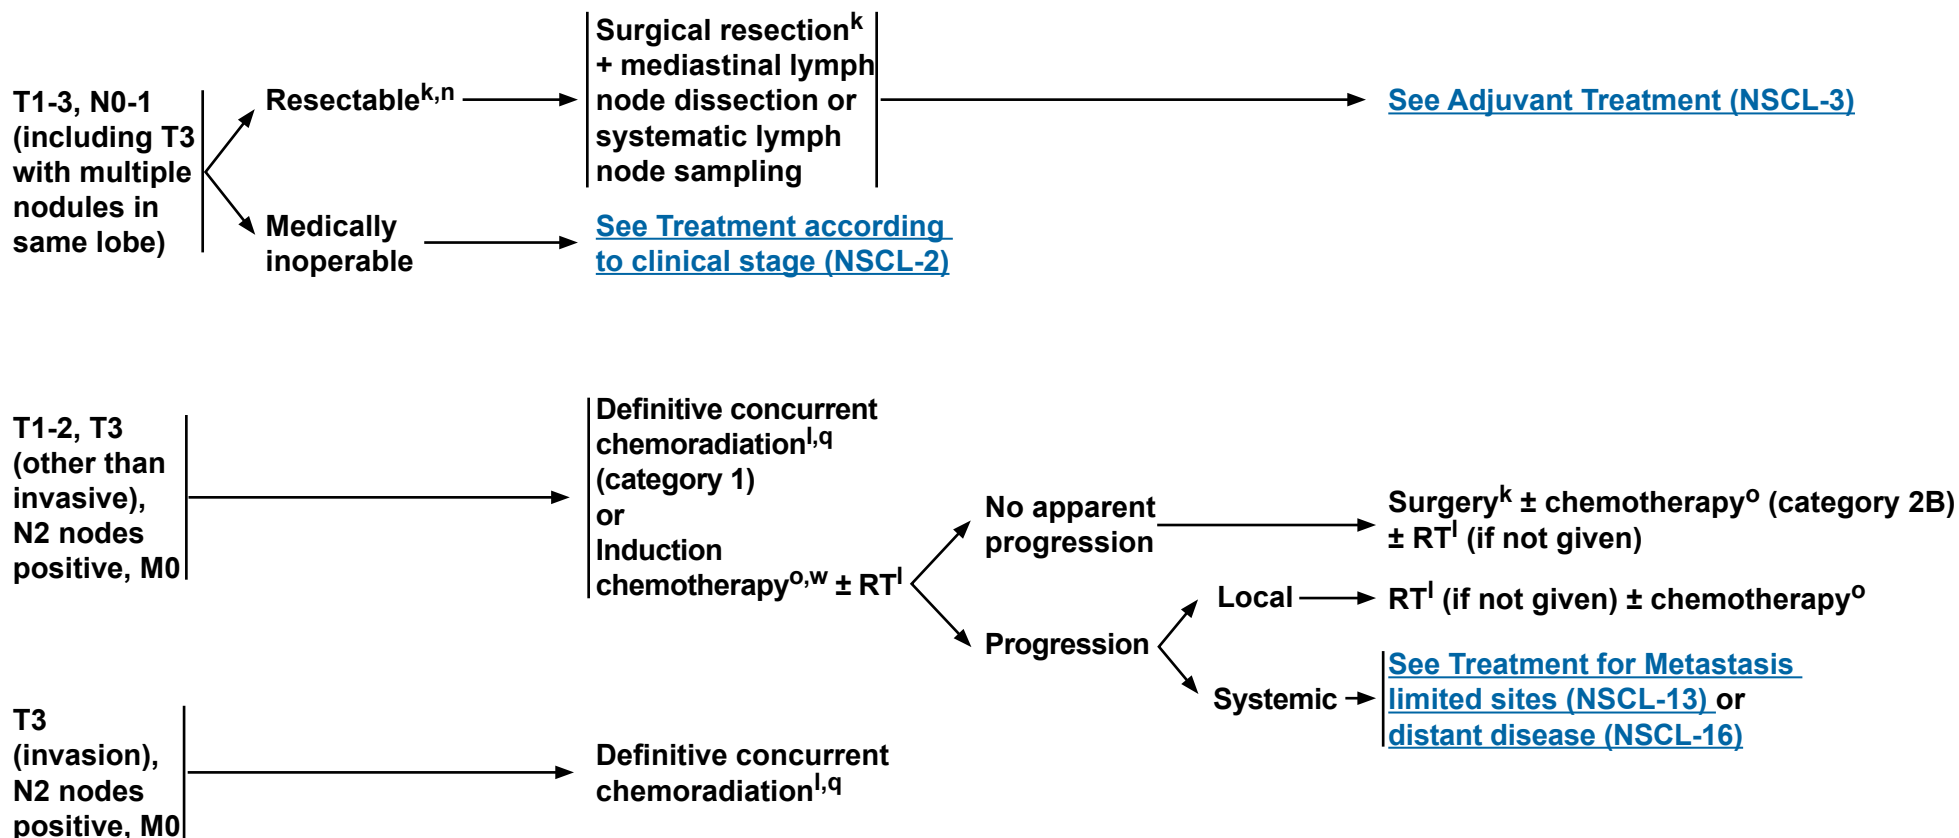 T1-3, N0-1
(including T3
with multiple
nodules in
same lobe)
Resectablek,n
Surgical resectionk
+ mediastinal lymph
node dissection or
systematic lymph
node sampling
See Adjuvant Treatment (NSCL-3)
Medically
inoperable
See Treatment according
to clinical stage (NSCL-2)
T1-2, T3
(other than
invasive),
N2 nodes
positive, M0
Definitive concurrent
chemoradiationl,q
(category 1)
or
Induction
chemotherapyo,w ± RTl
No apparent
progression
Surgeryk ± chemotherapyo (category 2B)
± RTl (if not given)
Progression
Local
RTl (if not given) ± chemotherapyo
Systemic
See Treatment for Metastasis
limited sites (NSCL-13) or
distant disease (NSCL-16)
T3
(invasion),
N2 nodes
positive, M0
Definitive concurrent
chemoradiationl,q